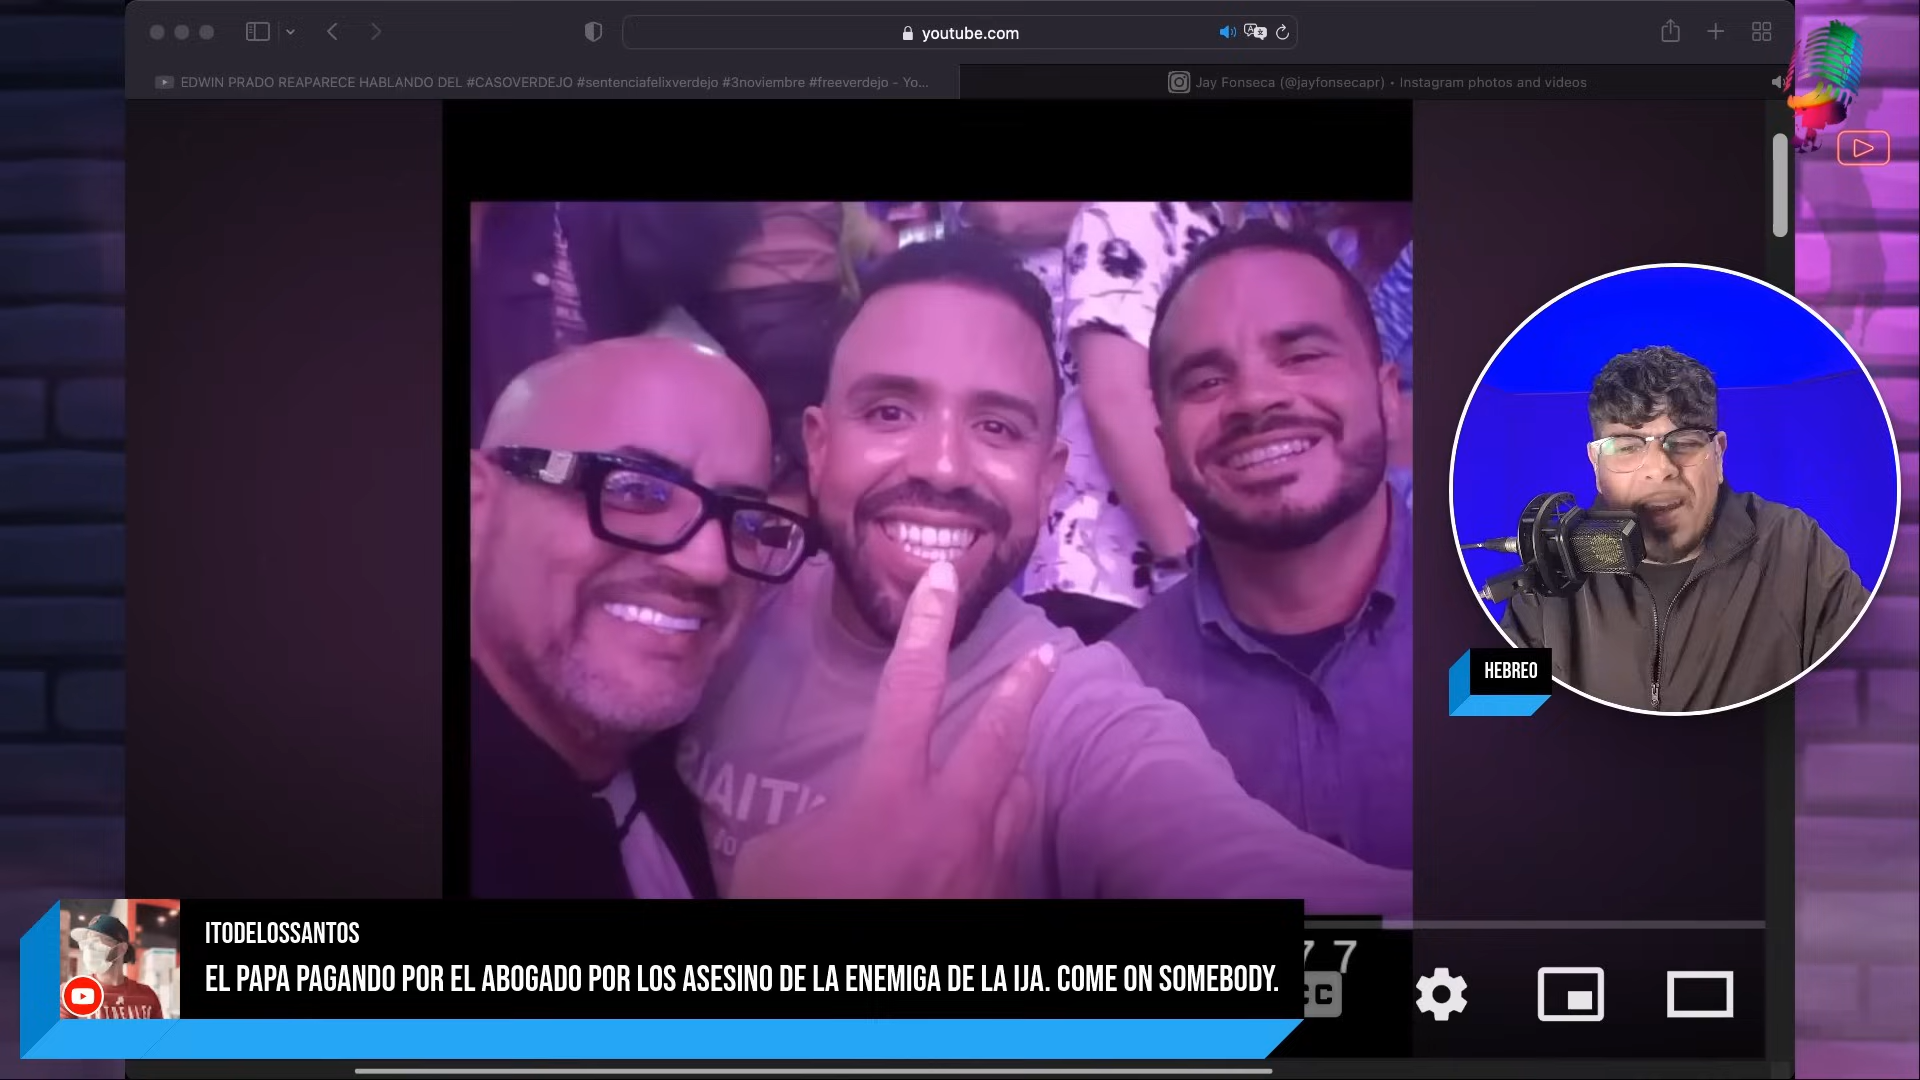 youtube.com
EDWIN PRADO REAPARECE HABLANDO DEL #CASOVERDEJO #sentenciafelixverdejo #3noviembre #freeverdejo - Yo...
Jay Fonseca (@jayfonsecapr) • Instagram photos and videos
HEBREO
ITODELOSSANTOS
EL PAPA PAGANDO POR EL ABOGADO POR LOS ASESINO DE LA ENEMIGA DE LA IJA. COME ON SOMEBODY.